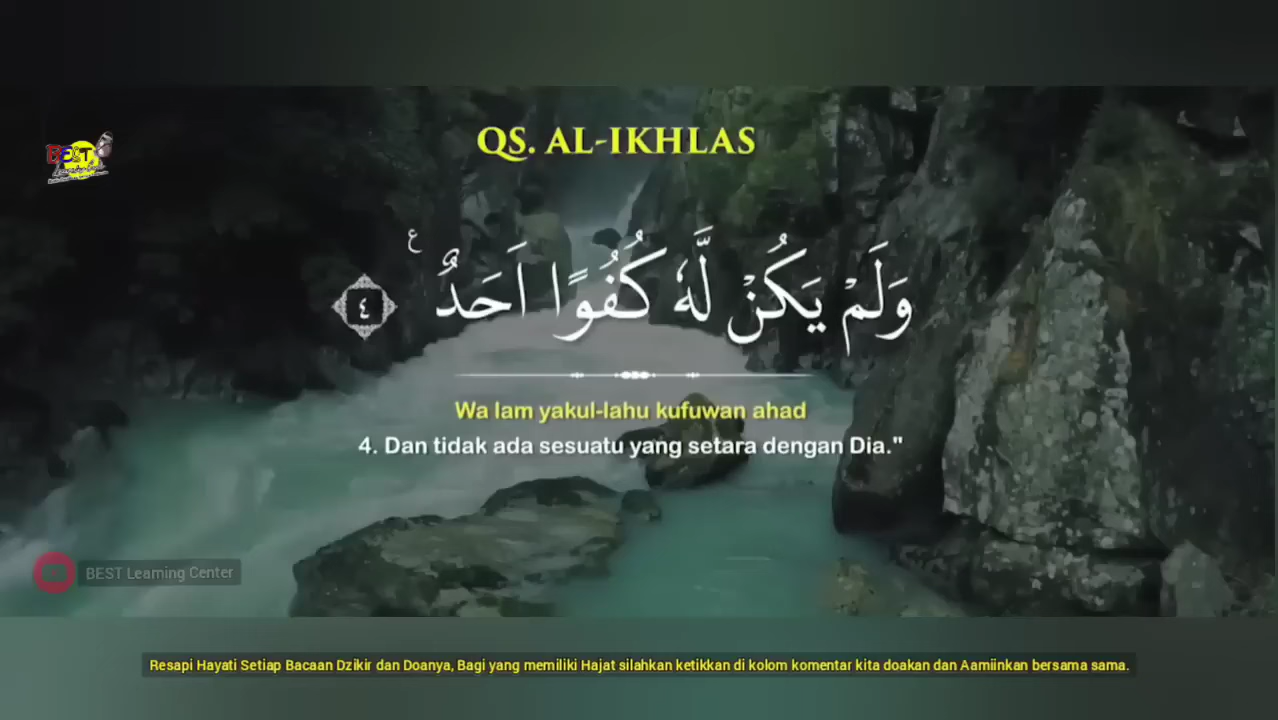 BEST
QS. AL-IKHLAS
وَلَمْ يَكُنْ لَّهٗ كُفُوًا اَحَدٌ ࣖ ٤
Wa lam yakul-lahu kufuwan ahad
4. Dan tidak ada sesuatu yang setara dengan Dia."
BEST Learning Center
Resapi Hayati Setiap Bacaan Dzikir dan Doanya, Bagi yang memiliki Hajat silahkan ketikkan di kolom komentar kita doakan dan Aamiinkan bersama sama.